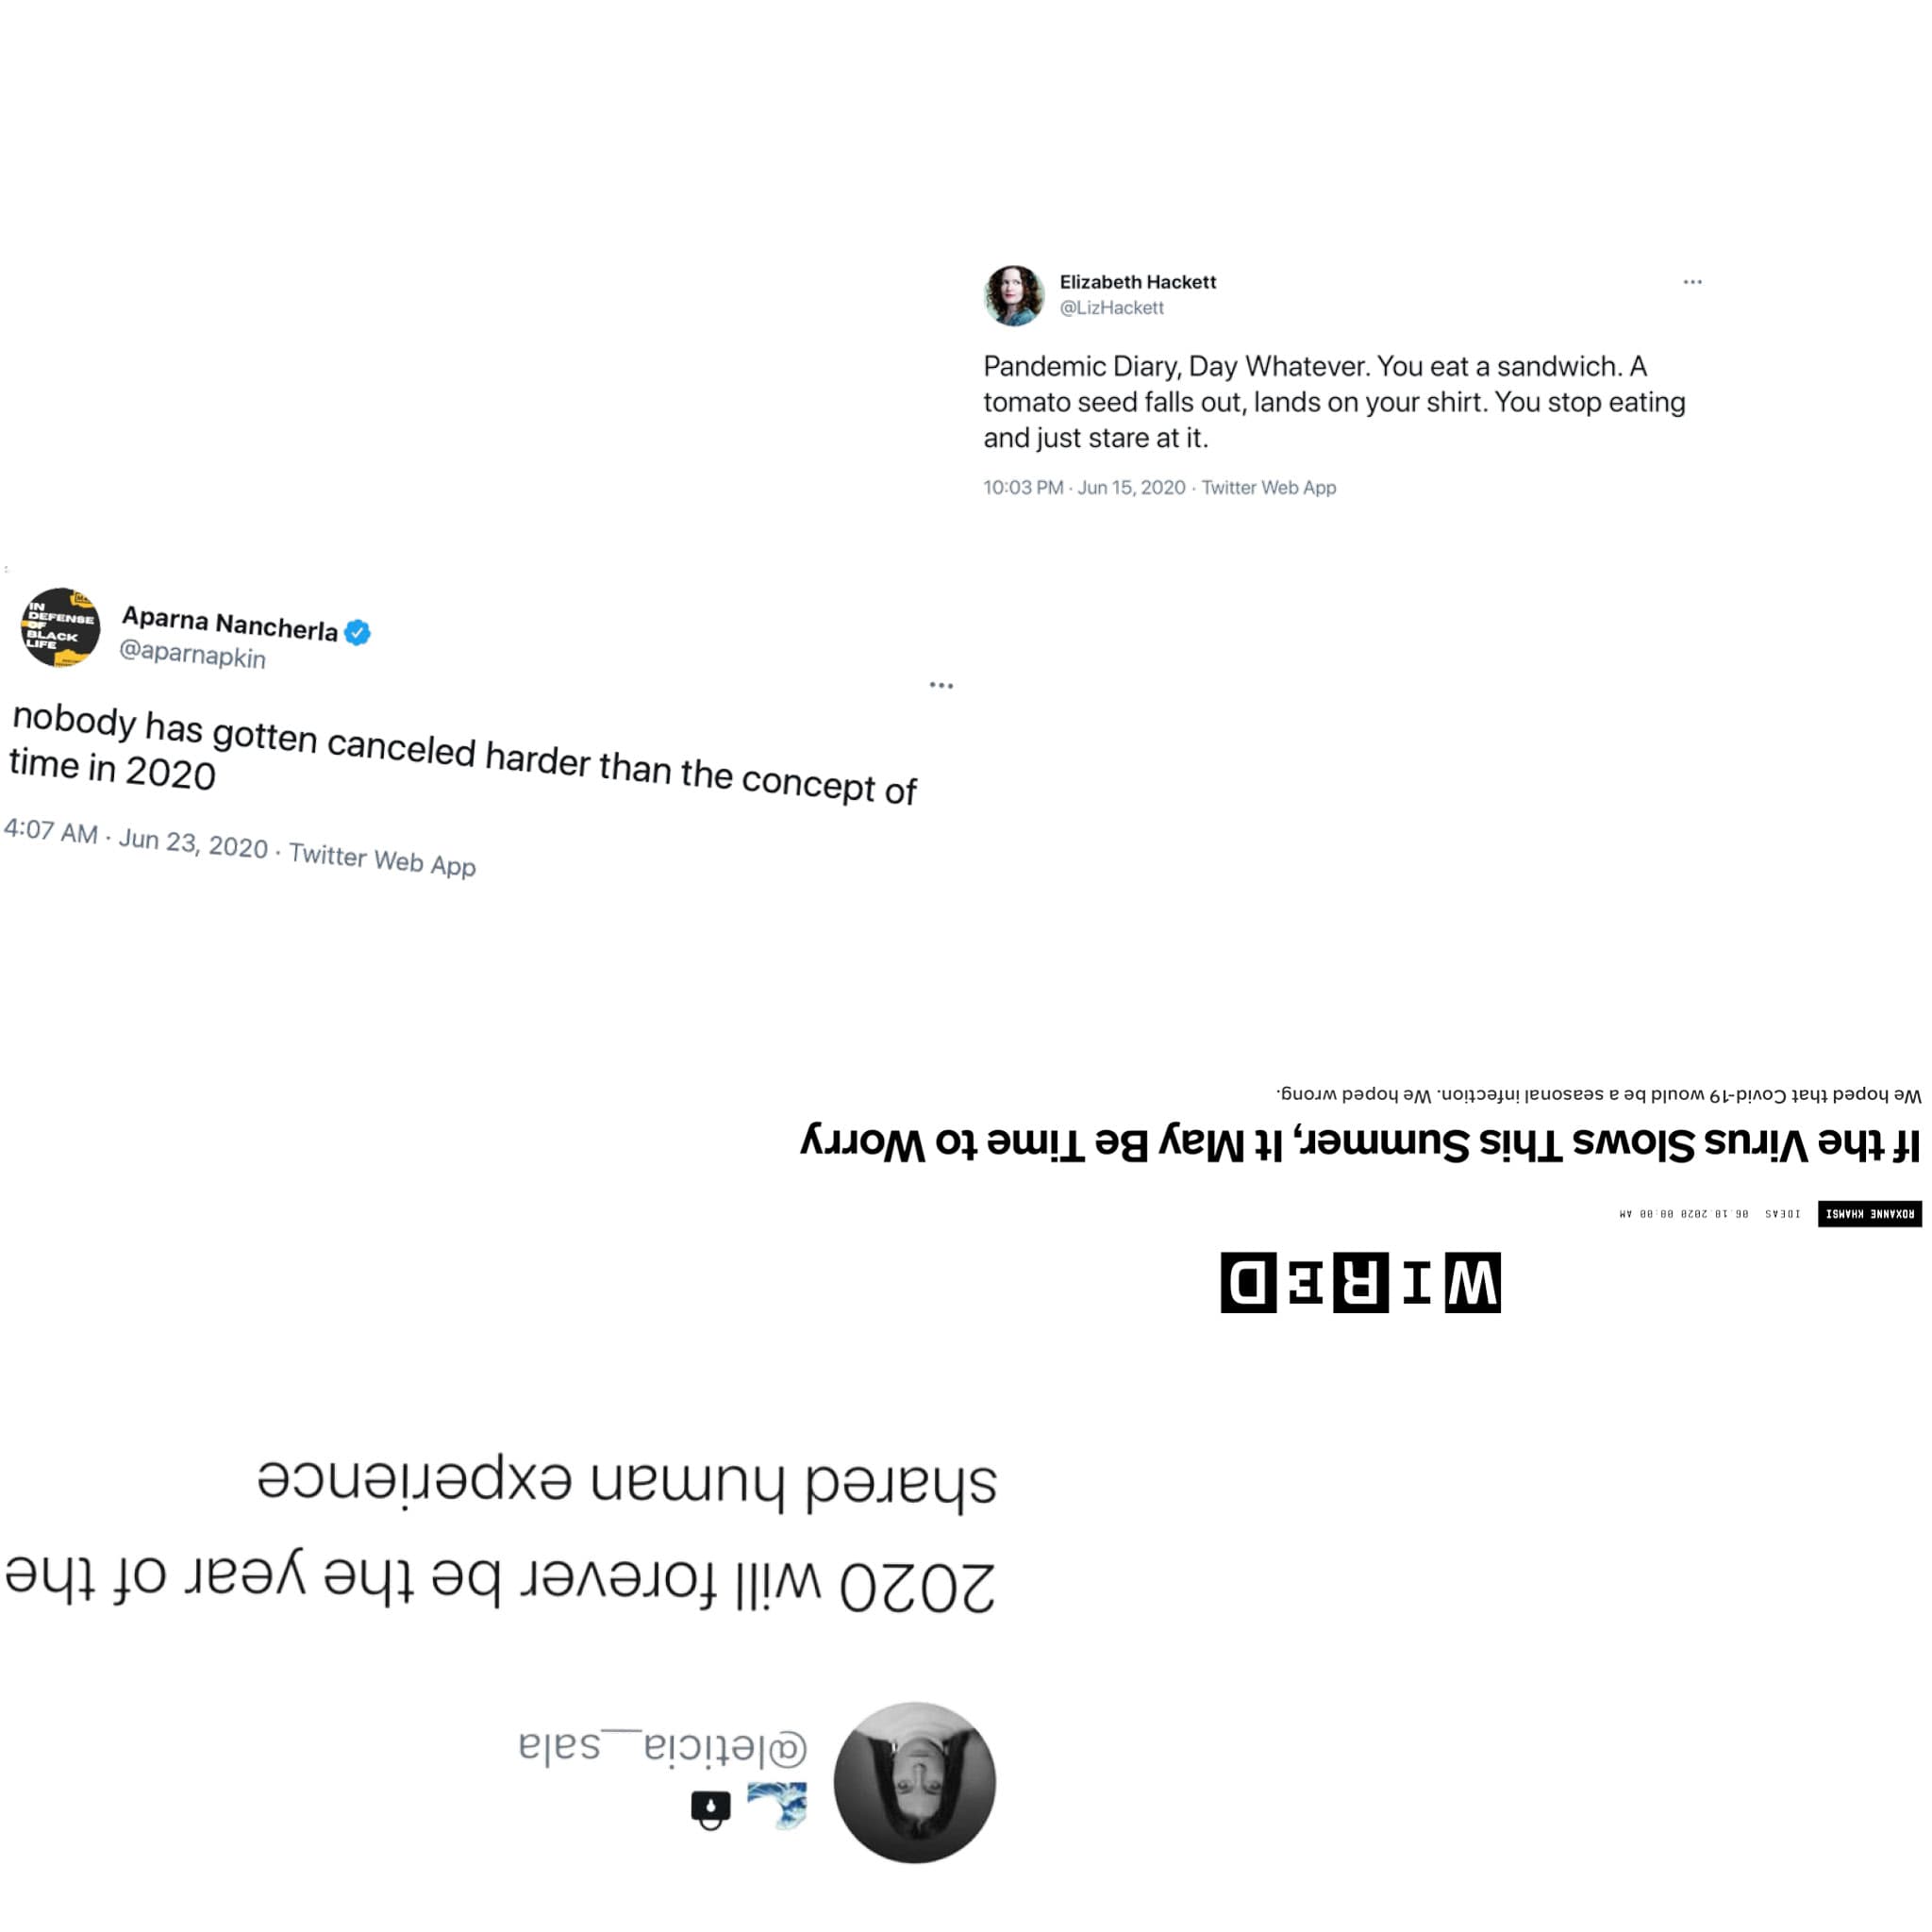 Elizabeth Hackett
@LizHackett
Pandemic Diary, Day Whatever. You eat a sandwich. A
tomato seed falls out, lands on your shirt. You stop eating
and just stare at it.
10:03 PM · Jun 15, 2020 · Twitter Web App
IN
DEFENSE
OF
BLACK
LIFE
Aparna Nancherla
@aparnapkin
nobody has gotten canceled harder than the concept of
time in 2020
4:07 AM · Jun 23, 2020 · Twitter Web App
WIRED
ROXANNE KHAMSI IDEAS 06.10.2020 08:00 AM
If the Virus Slows This Summer, It May Be Time to Worry
We hoped that Covid-19 would be a seasonal infection. We hoped wrong.
@leticia__sala
2020 will forever be the year of the
shared human experience